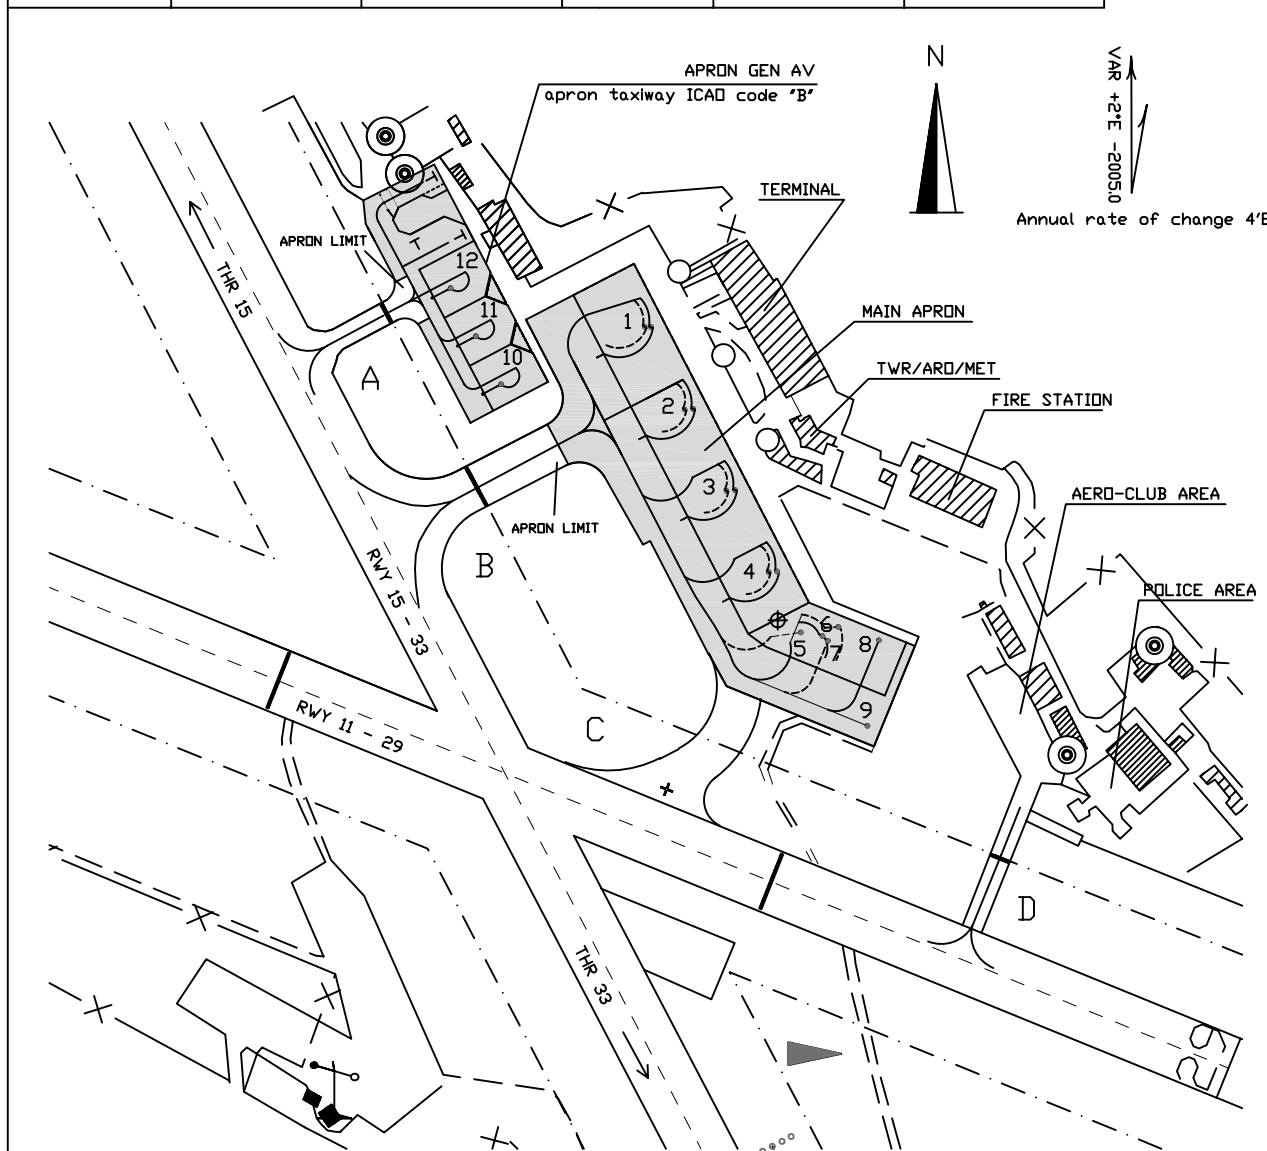 N
VAR +2°E -2005.0
Annual rate of change 4'E
APRON GEN AV
apron taxiway ICAO code "B"
TERMINAL
APRON LIMIT
12
THR 15
11
1
MAIN APRON
10
A
TWR/ARO/MET
2
FIRE STATION
3
AERO-CLUB AREA
APRON LIMIT
B
RWY 15 - 33
4
POLICE AREA
6
5
7
8
9
RWY 11 - 29
C
D
THR 33
29